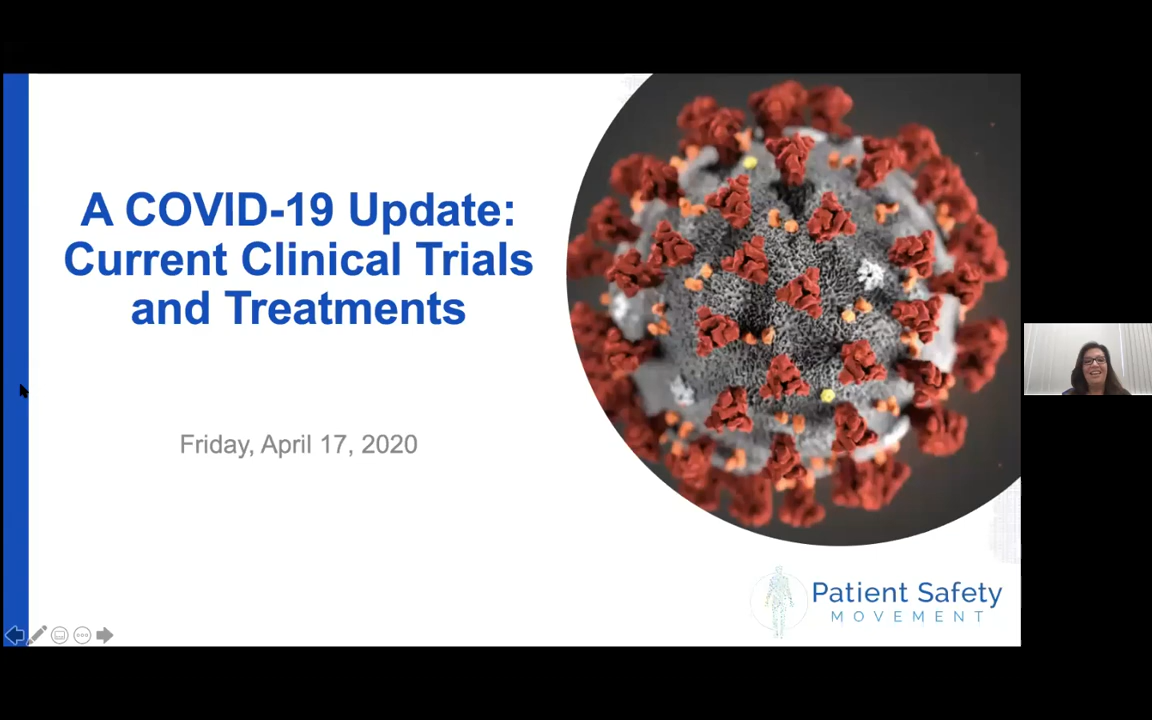 A COVID-19 Update:
Current Clinical Trials
and Treatments
Friday, April 17, 2020
Patient Safety
MOVEMENT